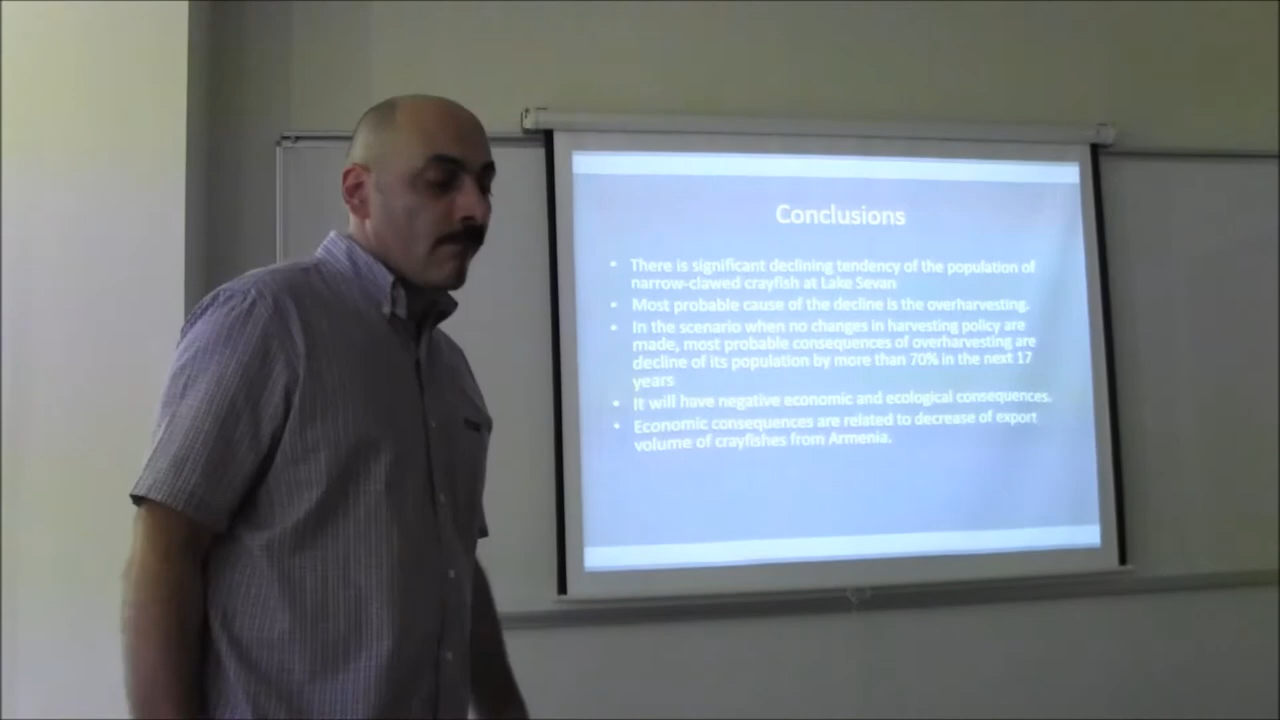 Conclusions
• There is significant declining tendency of the population of
narrow-clawed crayfish at Lake Sevan
• Most probable cause of the decline is the overharvesting.
• In the scenario when no changes in harvesting policy are
made, most probable consequences of overharvesting are
decline of its population by more than 70% in the next 17
years
• It will have negative economic and ecological consequences.
• Economic consequences are related to decrease of export
volume of crayfishes from Armenia.